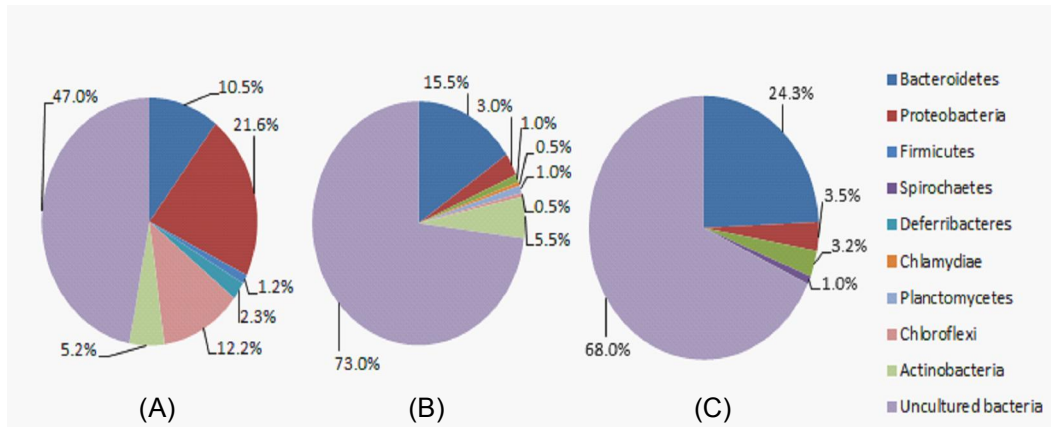 47.0%
10.5%
21.6%
1.2%
2.3%
12.2%
5.2%
(A)
15.5%
3.0%
1.0%
0.5%
1.0%
0.5%
5.5%
73.0%
(B)
24.3%
3.5%
3.2%
1.0%
68.0%
(C)
Bacteroidetes
Proteobacteria
Firmicutes
Spirochaetes
Deferribacteres
Chlamydiae
Planctomycetes
Chloroflexi
Actinobacteria
Uncultured bacteria